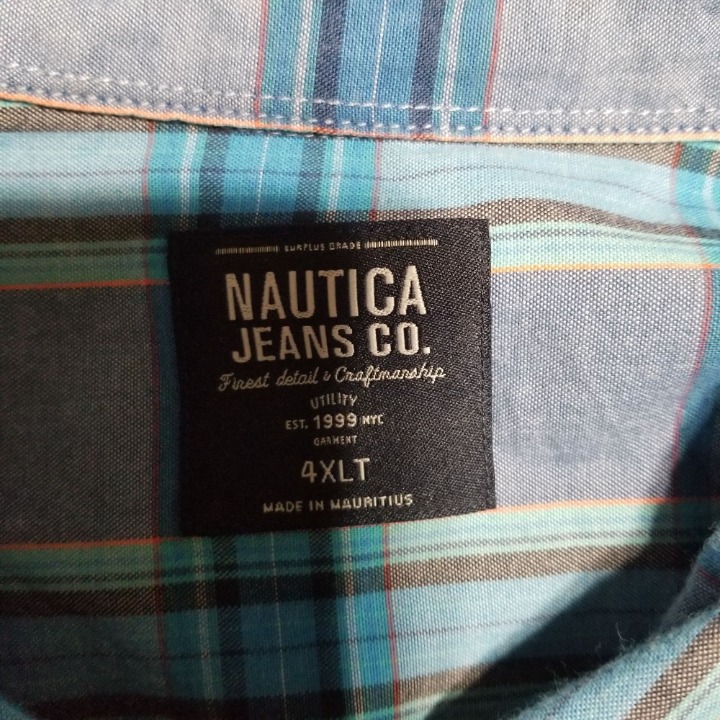 SURPLUS GRADE
NAUTICA
JEANS CO.
Finest detail & Craftmanship
UTILITY
EST. 1999 NYC
GARMENT
4XLT
MADE IN MAURITIUS